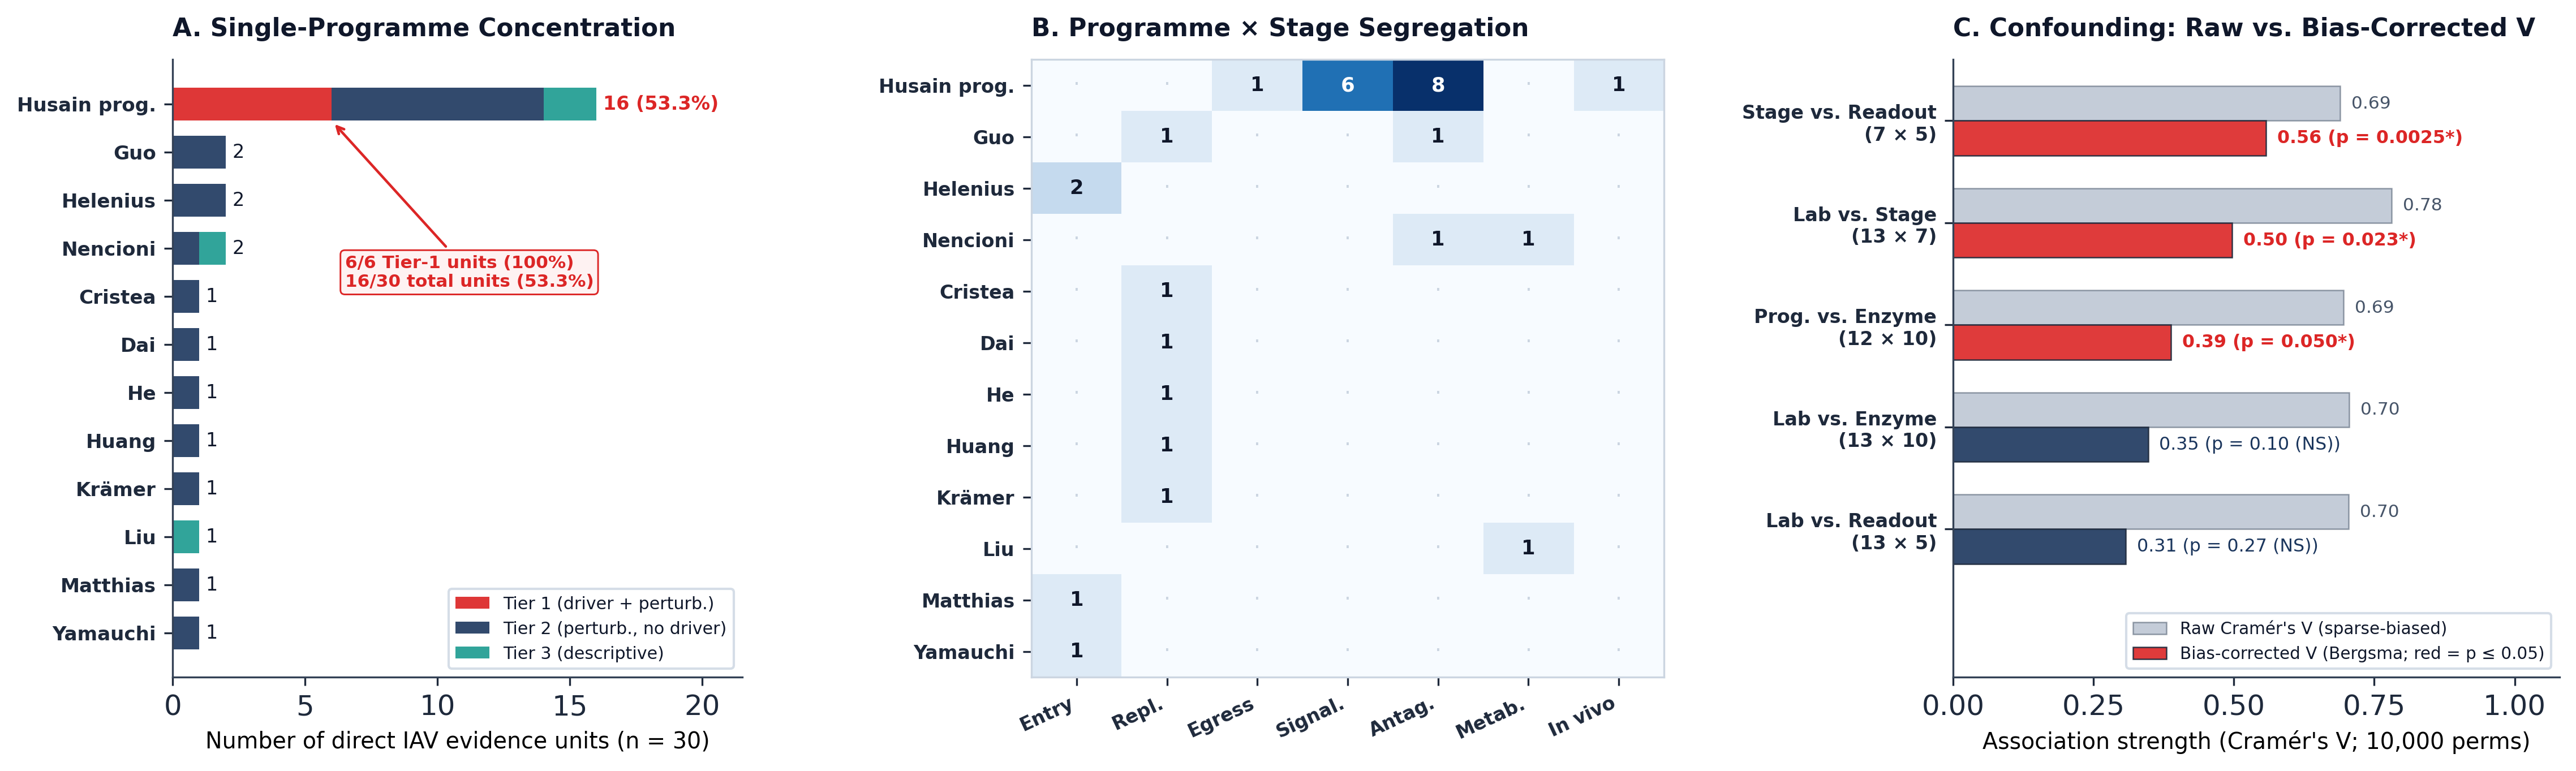 A. Single-Programme Concentration
Husain prog.
16 (53.3%)
Guo
2
Helenius
2
Nencioni
2
6/6 Tier-1 units (100%)
16/30 total units (53.3%)
Cristea
1
Dai
1
He
1
Huang
1
Krämer
1
Liu
1
Matthias
1
Yamauchi
1
Tier 1 (driver + perturb.)
Tier 2 (perturb., no driver)
Tier 3 (descriptive)
0 5 10 15 20
Number of direct IAV evidence units (n = 30)
B. Programme × Stage Segregation
Husain prog. 1 6 8 1
Guo 1 1
Helenius 2
Nencioni 1 1
Cristea 1
Dai 1
He 1
Huang 1
Krämer 1
Liu 1
Matthias 1
Yamauchi 1
Entry Repl. Egress Signal. Antag. Metab. In vivo
C. Confounding: Raw vs. Bias-Corrected V
Stage vs. Readout
(7 × 5)
0.69
0.56 (p = 0.0025*)
Lab vs. Stage
(13 × 7)
0.78
0.50 (p = 0.023*)
Prog. vs. Enzyme
(12 × 10)
0.69
0.39 (p = 0.050*)
Lab vs. Enzyme
(13 × 10)
0.70
0.35 (p = 0.10 (NS))
Lab vs. Readout
(13 × 5)
0.70
0.31 (p = 0.27 (NS))
Raw Cramér's V (sparse-biased)
Bias-corrected V (Bergsma; red = p ≤ 0.05)
0.00 0.25 0.50 0.75 1.00
Association strength (Cramér's V; 10,000 perms)